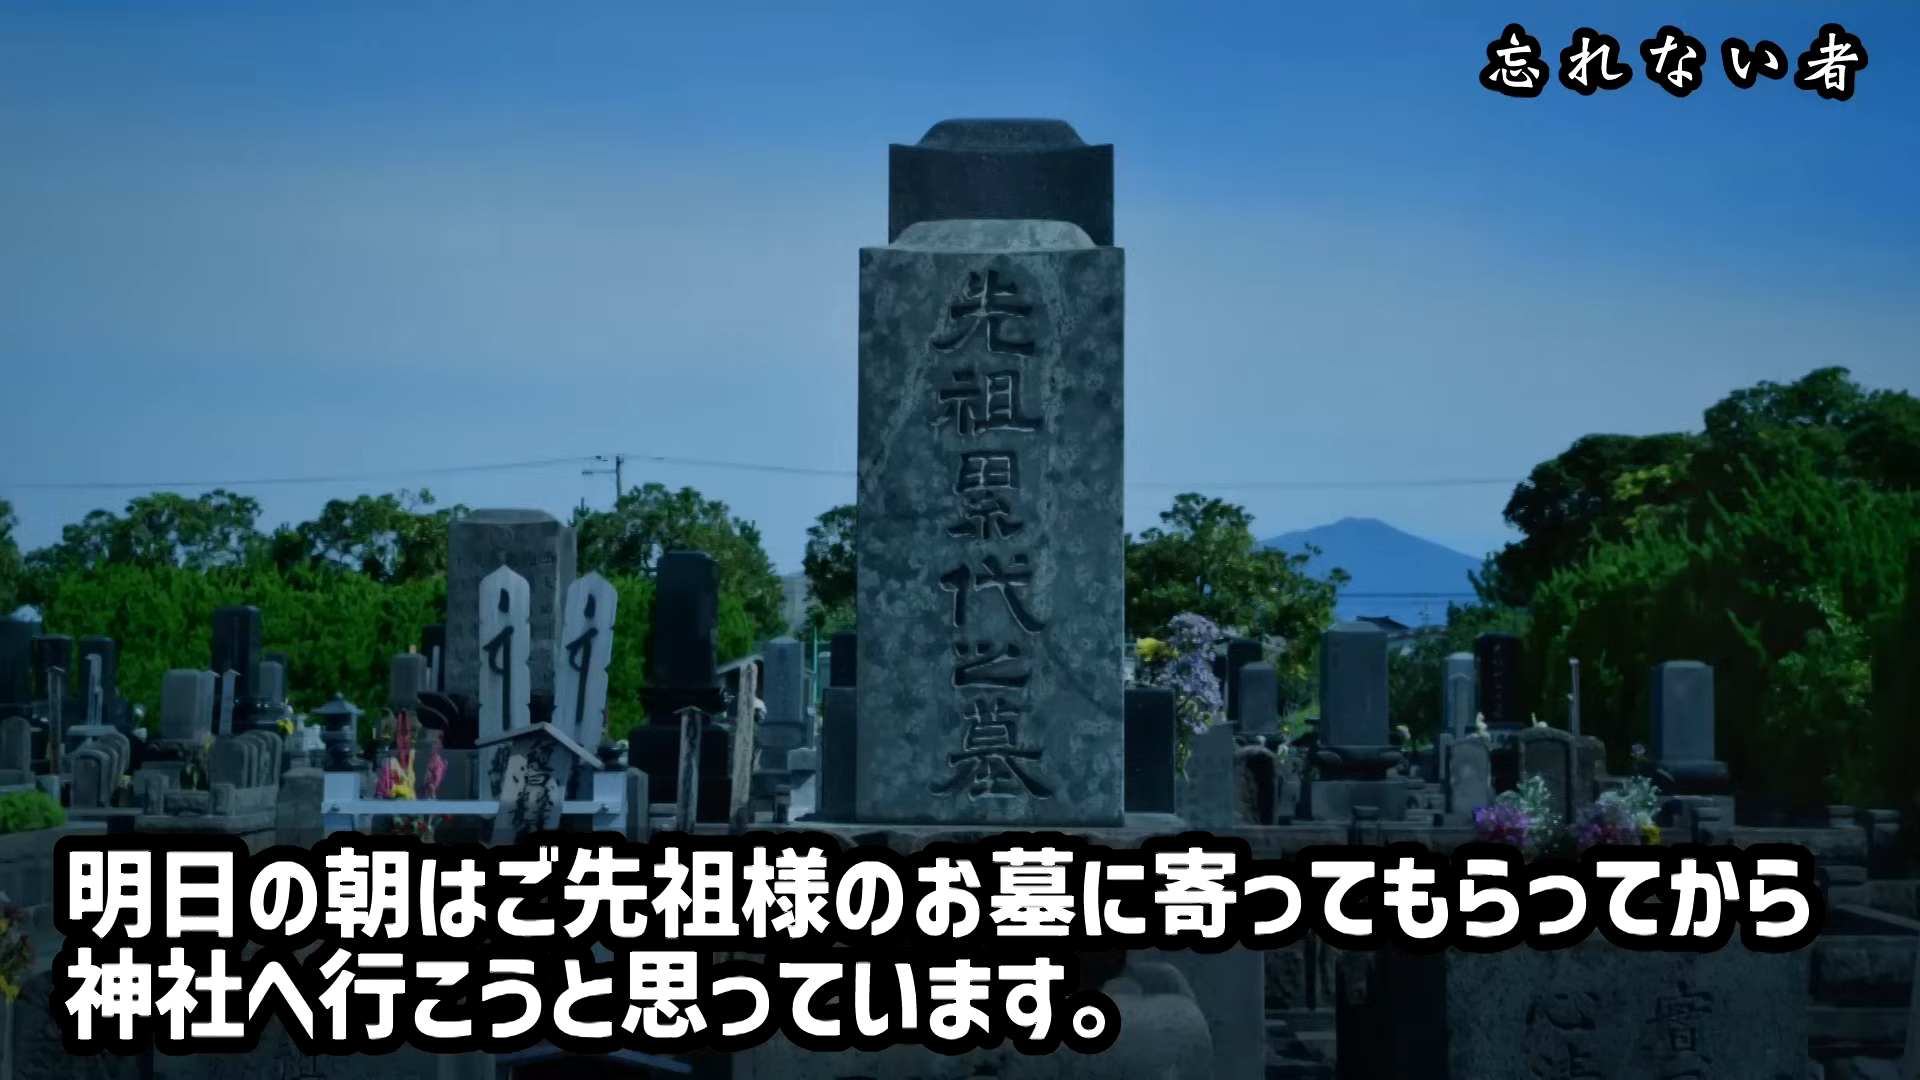 忘れない者
先祖累代之墓
明日の朝はご先祖様のお墓に寄ってもらってから
神社へ行こうと思っています。